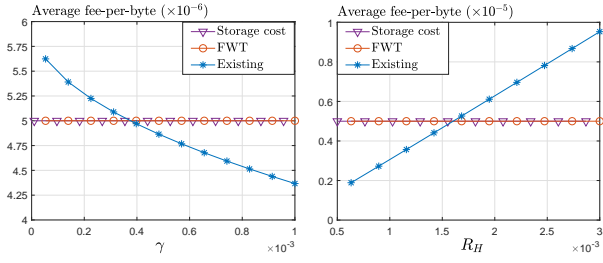 Average fee-per-byte (×10⁻⁶)
6
5.75
5.5
5.25
5
4.75
4.5
4.25
4
Storage cost
FWT
Existing
0 0.2 0.4 0.6 0.8 1
×10⁻³
γ
Average fee-per-byte (×10⁻⁵)
1
0.8
0.6
0.4
0.2
0
Storage cost
FWT
Existing
0.5 1 1.5 2 2.5 3
×10⁻³
R_H